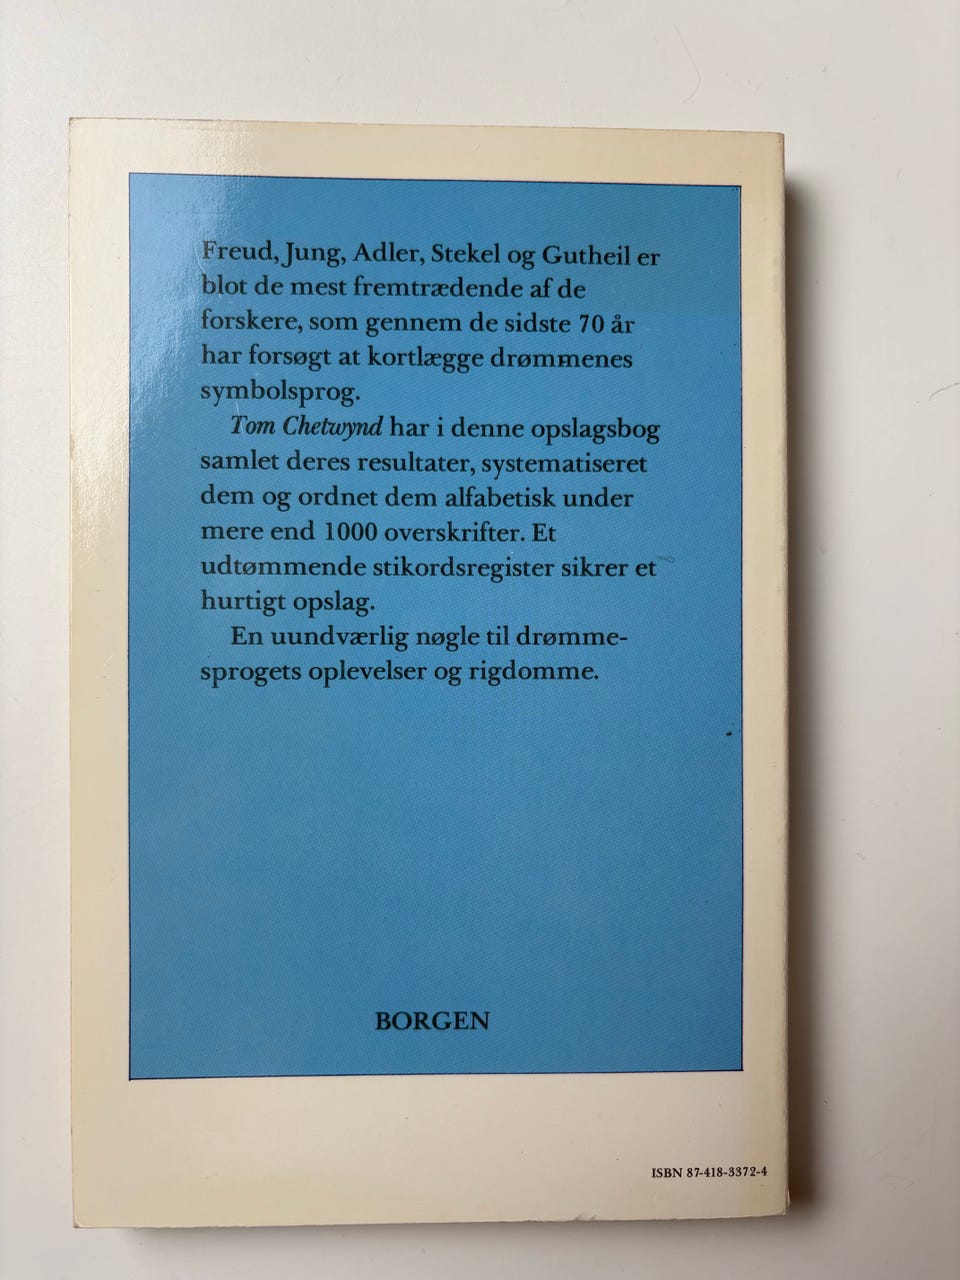 Freud, Jung, Adler, Stekel og Gutheil er
blot de mest fremtrædende af de
forskere, som gennem de sidste 70 år
har forsøgt at kortlægge drømmenes
symbolsprog.
Tom Chetwynd har i denne opslagsbog
samlet deres resultater, systematiseret
dem og ordnet dem alfabetisk under
mere end 1000 overskrifter. Et
udtømmende stikordsregister sikrer et
hurtigt opslag.
En uundværlig nøgle til drømme-
sprogets oplevelser og rigdomme.
BORGEN
ISBN 87-418-3372-4